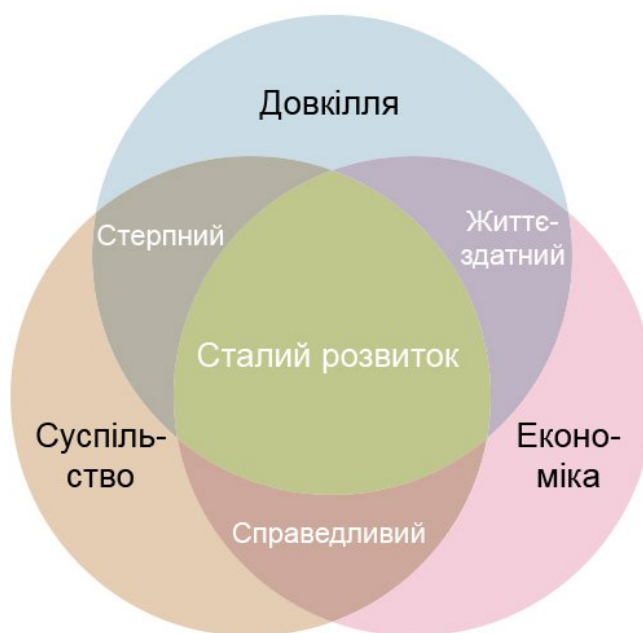 Довкілля
Стерпний
Життє-
здатний
Сталий розвиток
Суспіль-
ство
Еконо-
міка
Справедливий